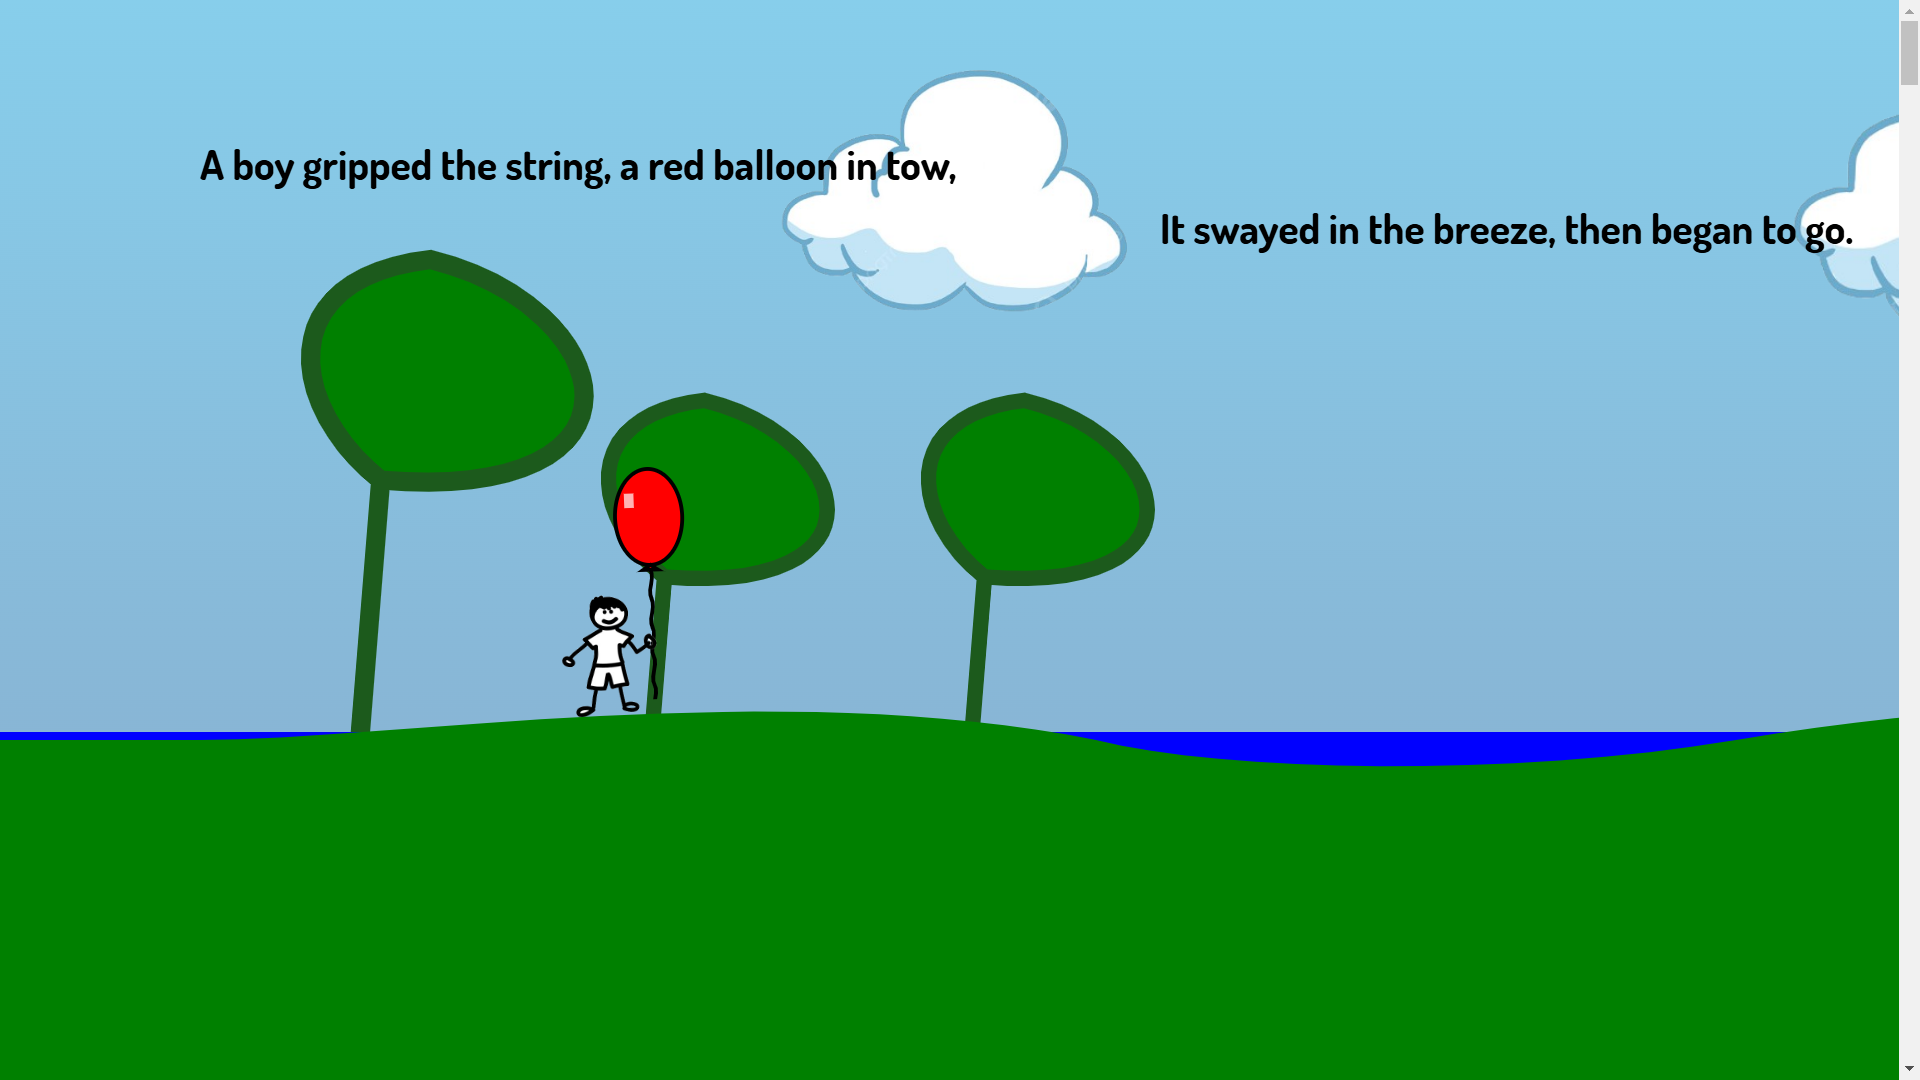 A boy gripped the string, a red balloon in tow,
It swayed in the breeze, then began to go.